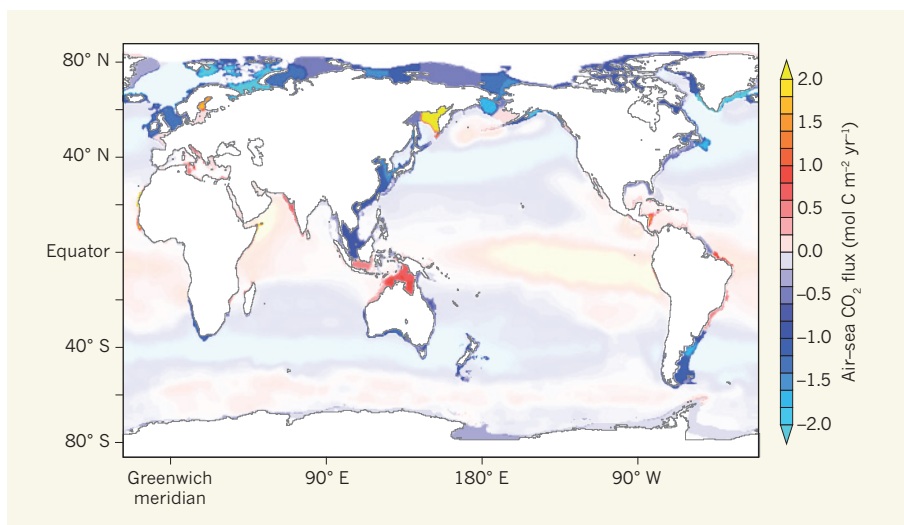 80° N
40° N
Equator
40° S
80° S
Greenwich
meridian
90° E
180° E
90° W
2.0
1.5
1.0
0.5
0.0
–0.5
–1.0
–1.5
–2.0
Air–sea CO₂ flux (mol C m⁻² yr⁻¹)